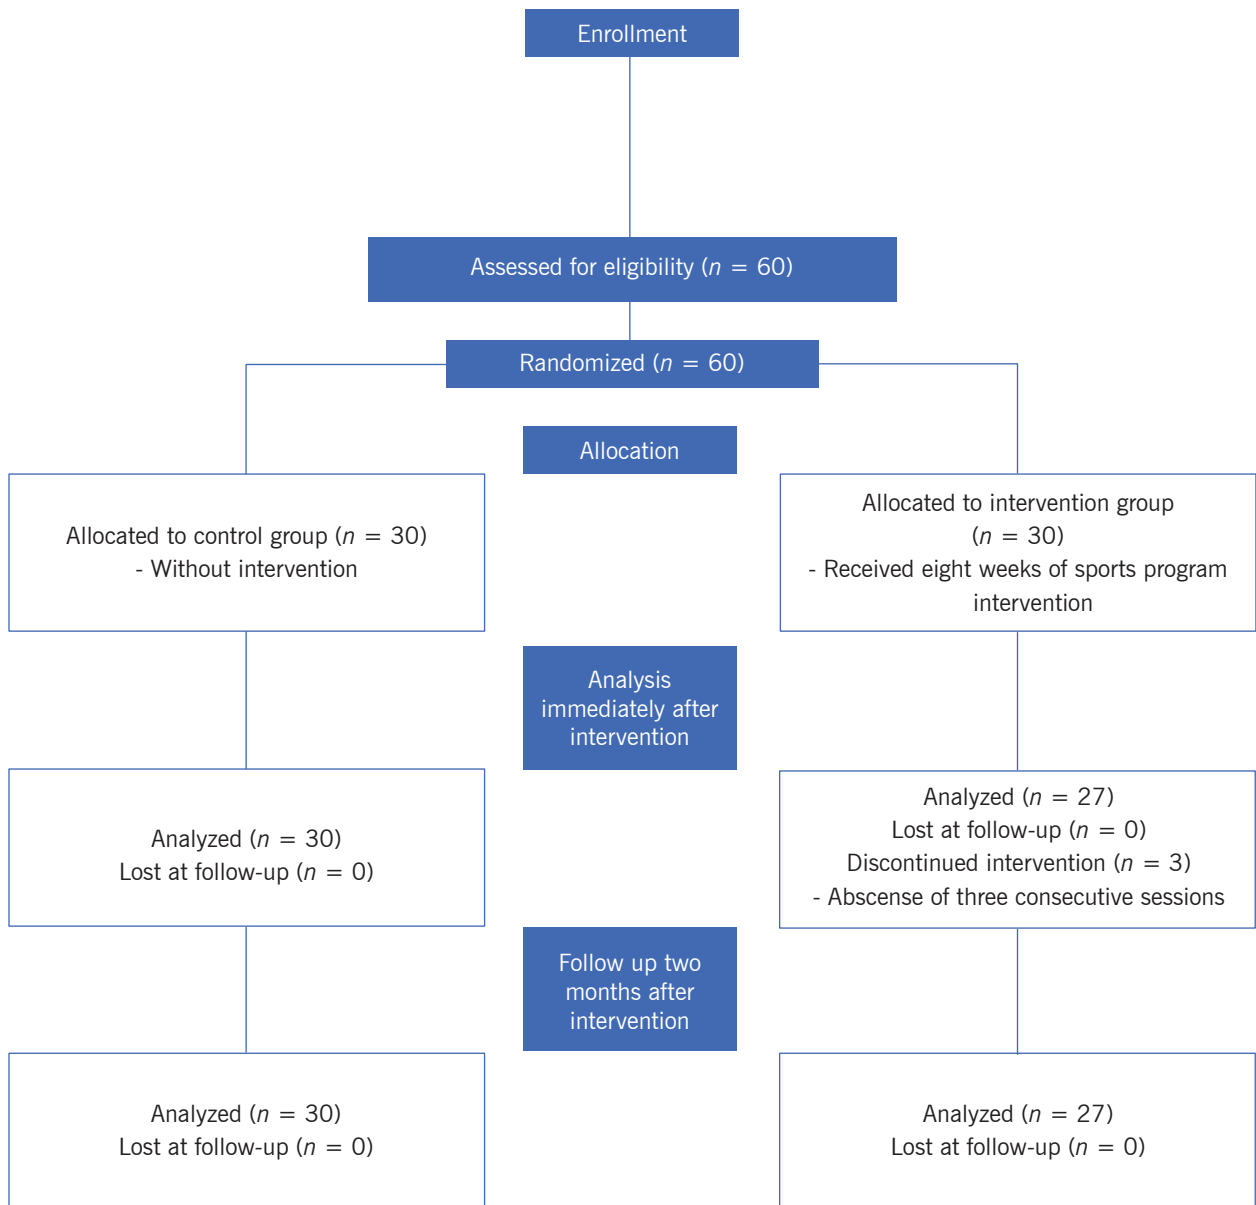 Enrollment
Assessed for eligibility (n = 60)
Randomized (n = 60)
Allocation
Allocated to control group (n = 30)
- Without intervention
Allocated to intervention group
(n = 30)
- Received eight weeks of sports program
intervention
Analysis
immediately after
intervention
Analyzed (n = 30)
Lost at follow-up (n = 0)
Analyzed (n = 27)
Lost at follow-up (n = 0)
Discontinued intervention (n = 3)
- Abscense of three consecutive sessions
Follow up two
months after
intervention
Analyzed (n = 30)
Lost at follow-up (n = 0)
Analyzed (n = 27)
Lost at follow-up (n = 0)